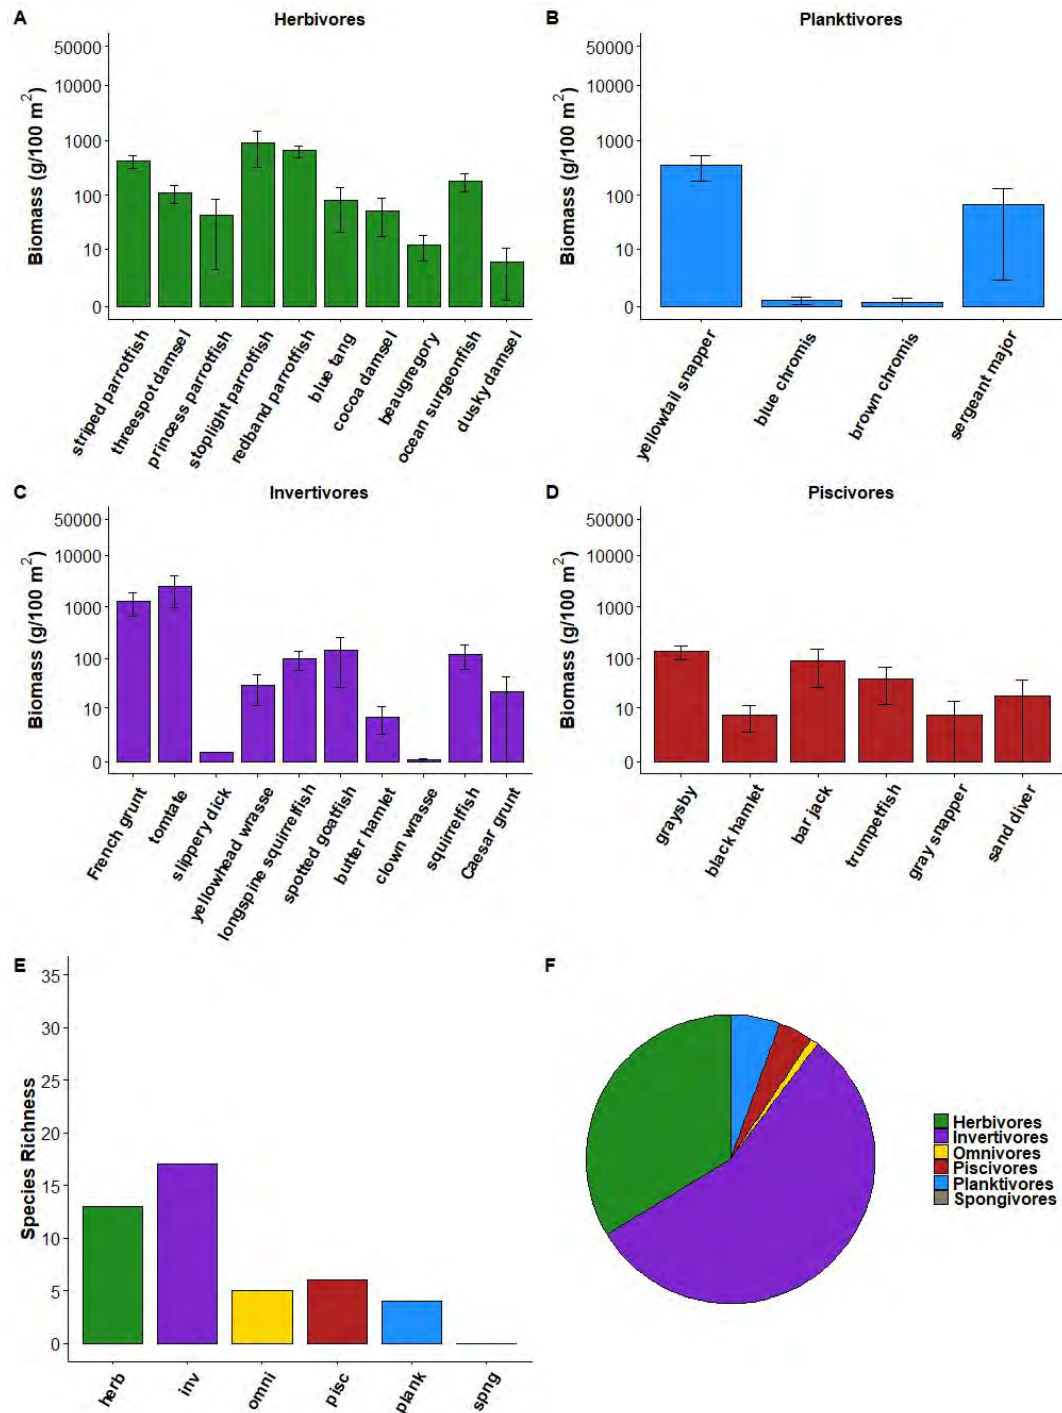 A
Herbivores
Biomass (g/100 m²)
50000
10000
1000
100
10
0
striped parrotfish
threespot damsel
princess parrotfish
stoplight parrotfish
redband parrotfish
blue tang
cocoa damsel
beaugregory
ocean surgeonfish
dusky damsel
B
Planktivores
Biomass (g/100 m²)
50000
10000
1000
100
10
0
yellowtail snapper
blue chromis
brown chromis
sergeant major
C
Invertivores
Biomass (g/100 m²)
50000
10000
1000
100
10
0
French grunt
tomtate
slippery dick
yellowhead wrasse
longspine squirrelfish
spotted goatfish
butter hamlet
clown wrasse
squirrelfish
Caesar grunt
D
Piscivores
Biomass (g/100 m²)
50000
10000
1000
100
10
0
graysby
black hamlet
bar jack
trumpetfish
gray snapper
sand diver
E
Species Richness
35
30
25
20
15
10
5
0
herb
inv
omni
pisc
plank
spng
F
Herbivores
Invertivores
Omnivores
Piscivores
Planktivores
Spongivores